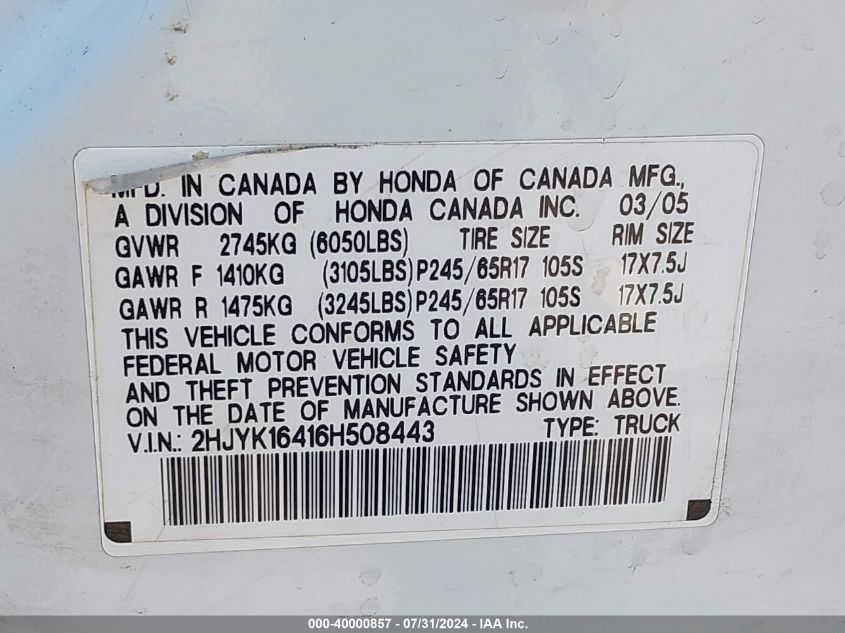 MFD. IN CANADA BY HONDA OF CANADA MFG.,
A DIVISION OF HONDA CANADA INC. 03/05
GVWR 2745KG (6050LBS) TIRE SIZE RIM SIZE
GAWR F 1410KG (3105LBS) P245/65R17 105S 17X7.5J
GAWR R 1475KG (3245LBS) P245/65R17 105S 17X7.5J
THIS VEHICLE CONFORMS TO ALL APPLICABLE
FEDERAL MOTOR VEHICLE SAFETY
AND THEFT PREVENTION STANDARDS IN EFFECT
ON THE DATE OF MANUFACTURE SHOWN ABOVE.
V.I.N.: 2HJYK16416H508443 TYPE: TRUCK
000-40000857 - 07/31/2024 - IAA Inc.